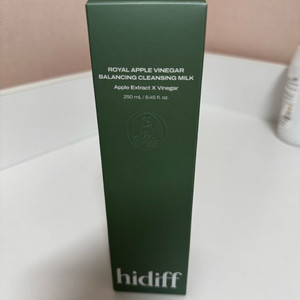 ROYAL APPLE VINEGAR
BALANCING CLEANSING MILK
Apple Extract X Vinegar
250 mL / 8.45 fl. oz.
hidiff